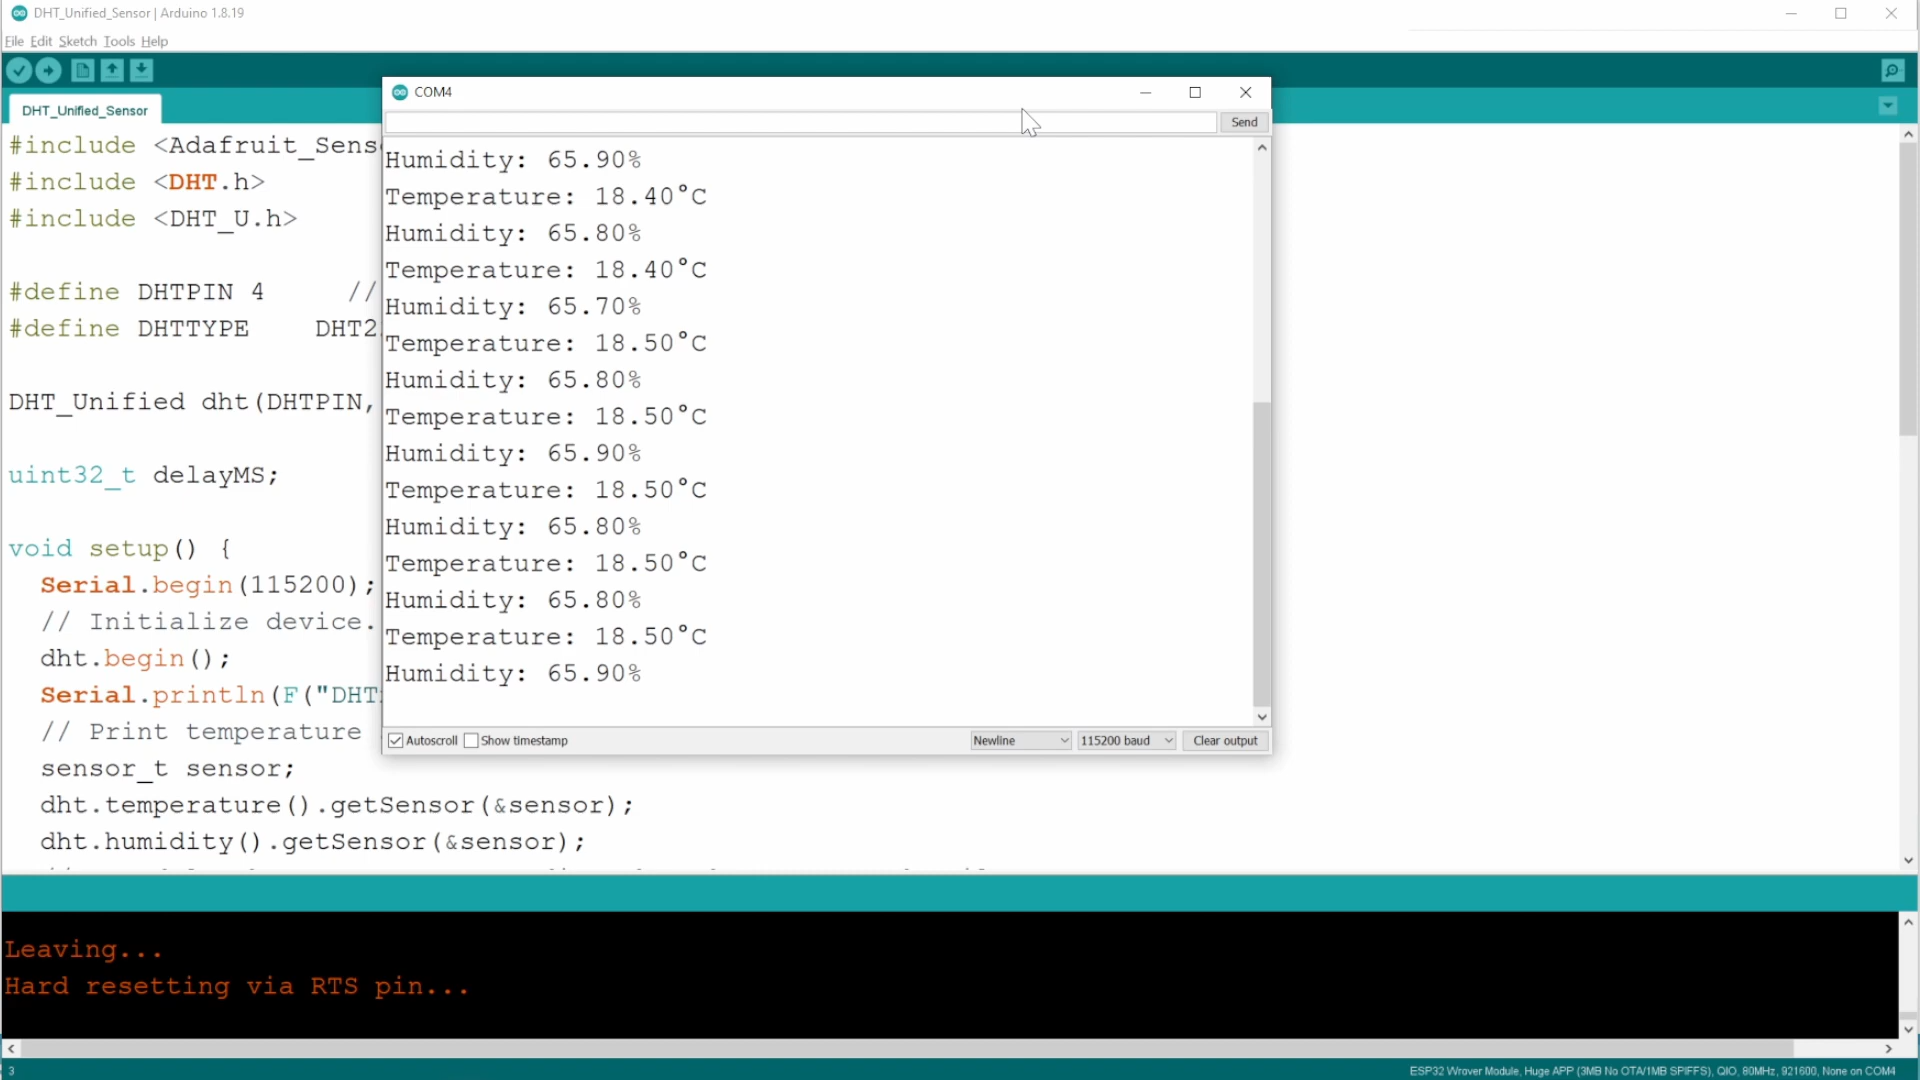 DHT_Unified_Sensor | Arduino 1.8.19
File Edit Sketch Tools Help
DHT_Unified_Sensor
#include <Adafruit_Sens
#include <DHT.h>
#include <DHT_U.h>
#define DHTPIN 4 //
#define DHTTYPE DHT2
DHT_Unified dht(DHTPIN,
uint32_t delayMS;
void setup() {
Serial.begin(115200);
// Initialize device.
dht.begin();
Serial.println(F("DHT
// Print temperature
sensor_t sensor;
dht.temperature().getSensor(&sensor);
dht.humidity().getSensor(&sensor);
COM4
Send
Humidity: 65.90%
Temperature: 18.40°C
Humidity: 65.80%
Temperature: 18.40°C
Humidity: 65.70%
Temperature: 18.50°C
Humidity: 65.80%
Temperature: 18.50°C
Humidity: 65.90%
Temperature: 18.50°C
Humidity: 65.80%
Temperature: 18.50°C
Humidity: 65.80%
Temperature: 18.50°C
Humidity: 65.90%
Autoscroll Show timestamp Newline 115200 baud Clear output
Leaving...
Hard resetting via RTS pin...
3 ESP32 Wrover Module, Huge APP (3MB No OTA/1MB SPIFFS), QIO, 80MHz, 921600, None on COM4